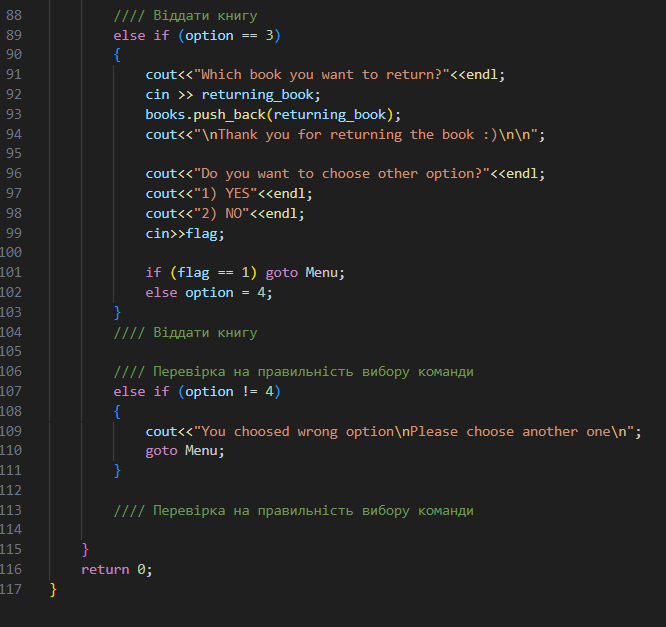 88 //// Віддати книгу
89 else if (option == 3)
90 {
91 cout<<"Which book you want to return?"<<endl;
92 cin >> returning_book;
93 books.push_back(returning_book);
94 cout<<"\nThank you for returning the book :)\n\n";
95
96 cout<<"Do you want to choose other option?"<<endl;
97 cout<<"1) YES"<<endl;
98 cout<<"2) NO"<<endl;
99 cin>>flag;
100
101 if (flag == 1) goto Menu;
102 else option = 4;
103 }
104 //// Віддати книгу
105
106 //// Перевірка на правильність вибору команди
107 else if (option != 4)
108 {
109 cout<<"You choosed wrong option\nPlease choose another one\n";
110 goto Menu;
111 }
112
113 //// Перевірка на правильність вибору команди
114
115 }
116 return 0;
117 }